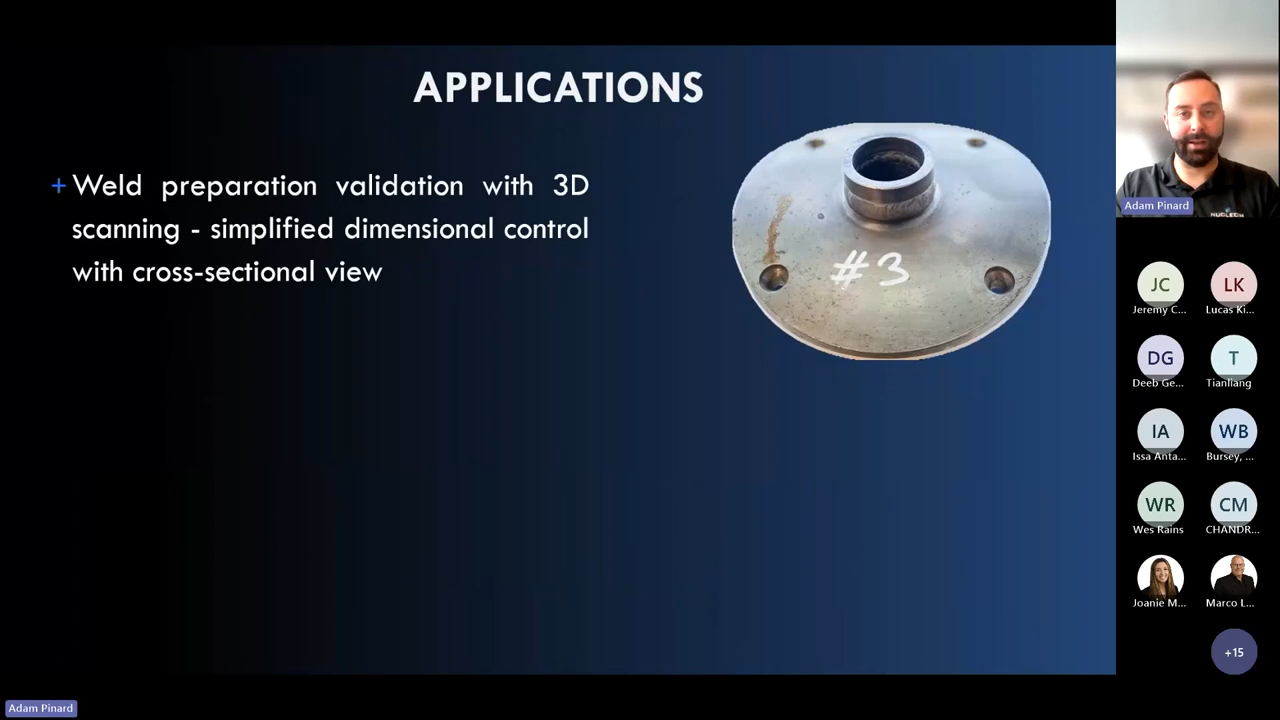 APPLICATIONS
+ Weld preparation validation with 3D
scanning - simplified dimensional control
with cross-sectional view
#3
Adam Pinard
JC
LK
Jeremy C...
Lucas Ki...
DG
T
Deeb Ge...
Tianliang
IA
WB
Issa Anta...
Bursey, ...
WR
CM
Wes Rains
CHANDR...
Joanie M...
Marco L...
+15
Adam Pinard